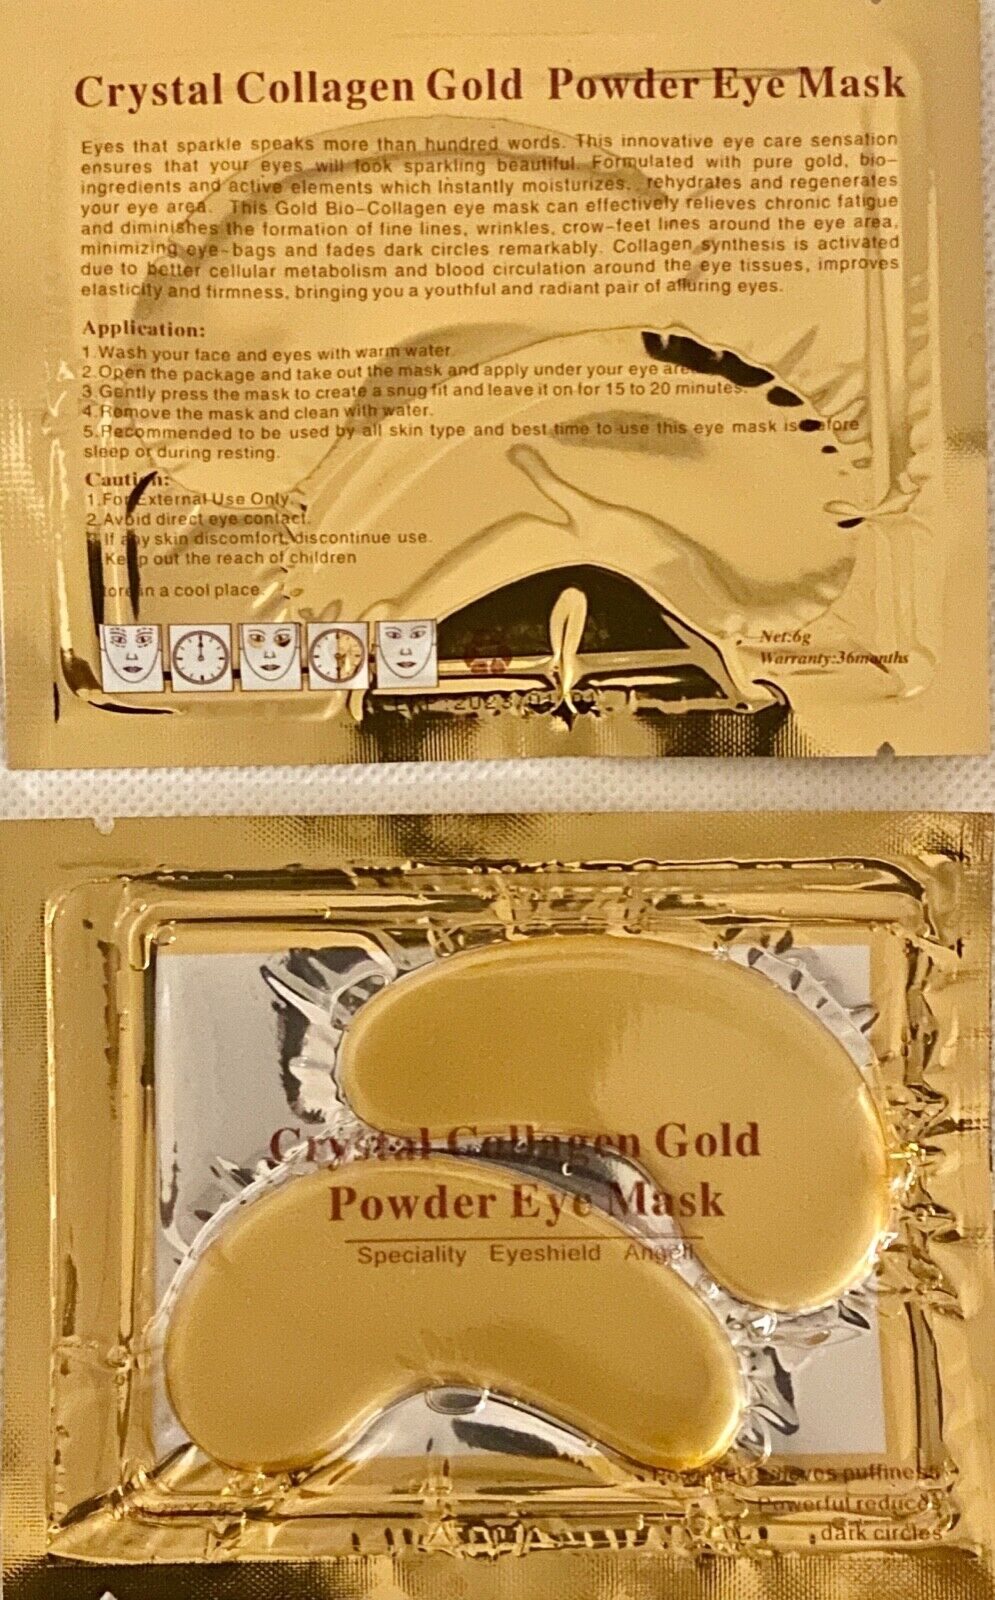 Crystal Collagen Gold Powder Eye Mask
Eyes that sparkle speaks more than hundred words. This innovative eye care sensation
ensures that your eyes will look sparkling beautiful. Formulated with pure gold, bio-
ingredients and active elements which Instantly moisturizes, rehydrates and regenerates
your eye area. This Gold Bio-Collagen eye mask can effectively relieves chronic fatigue
and diminishes the formation of fine lines, wrinkles, crow-feet lines around the eye area,
minimizing eye-bags and fades dark circles remarkably. Collagen synthesis is activated
due to better cellular metabolism and blood circulation around the eye tissues, improves
elasticity and firmness, bringing you a youthful and radiant pair of alluring eyes.
Application:
1.Wash your face and eyes with warm water.
2.Open the package and take out the mask and apply under your eye area
3.Gently press the mask to create a snug fit and leave it on for 15 to 20 minutes.
4.Remove the mask and clean with water.
5.Recommended to be used by all skin type and best time to use this eye mask is before
sleep or during resting.
Caution:
1.For External Use Only.
2.Avoid direct eye contact.
If any skin discomfort, discontinue use.
Keep out the reach of children
in a cool place.
Net:6g
Warranty:36months
Crystal Collagen Gold
Powder Eye Mask
Speciality Eyeshield Angell
puffiness
Powerful reduces
dark circles